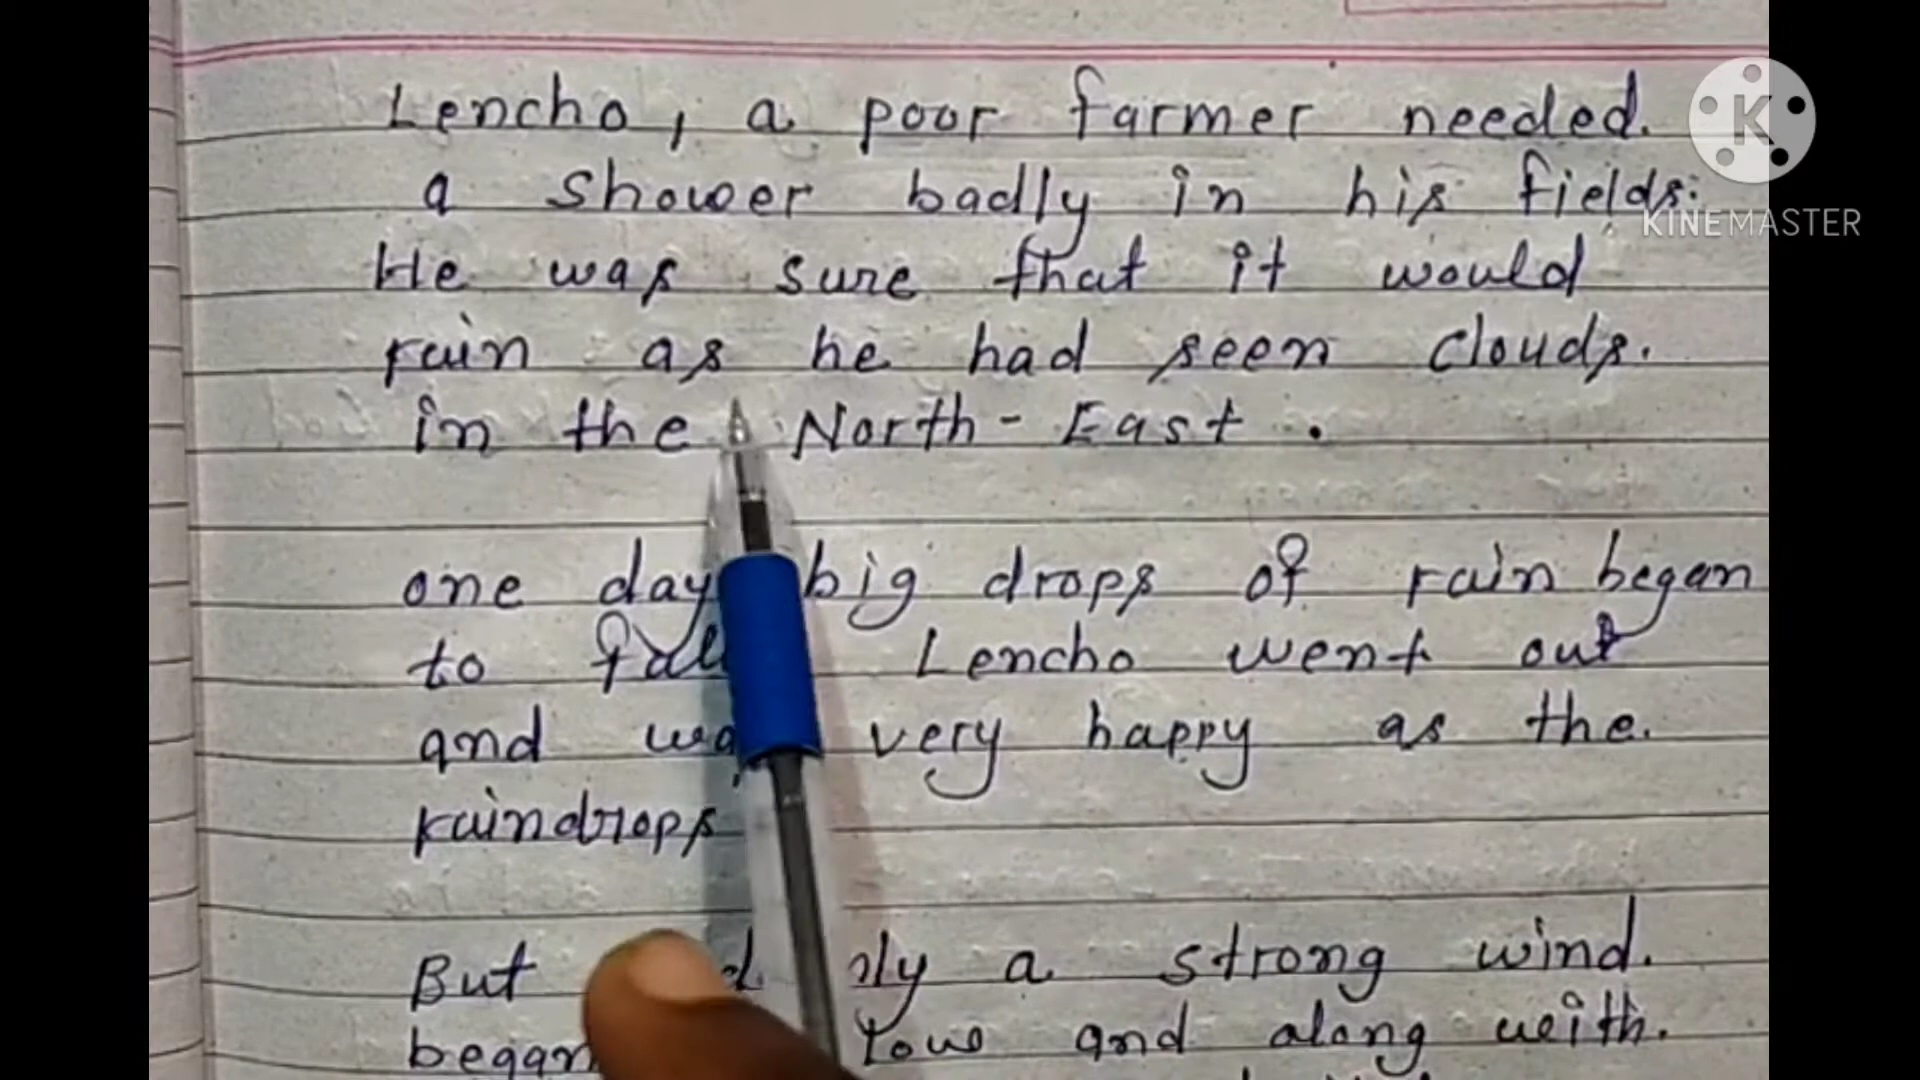 Lencho, a poor farmer needed.
a shower badly in his fields.
He was sure that it would
rain as he had seen clouds.
in the North-East.
one day big drops of rain began
to Lencho went out
and very happy as the.
raindrops
But a strong wind.
began and along with.
K
KINEMASTER